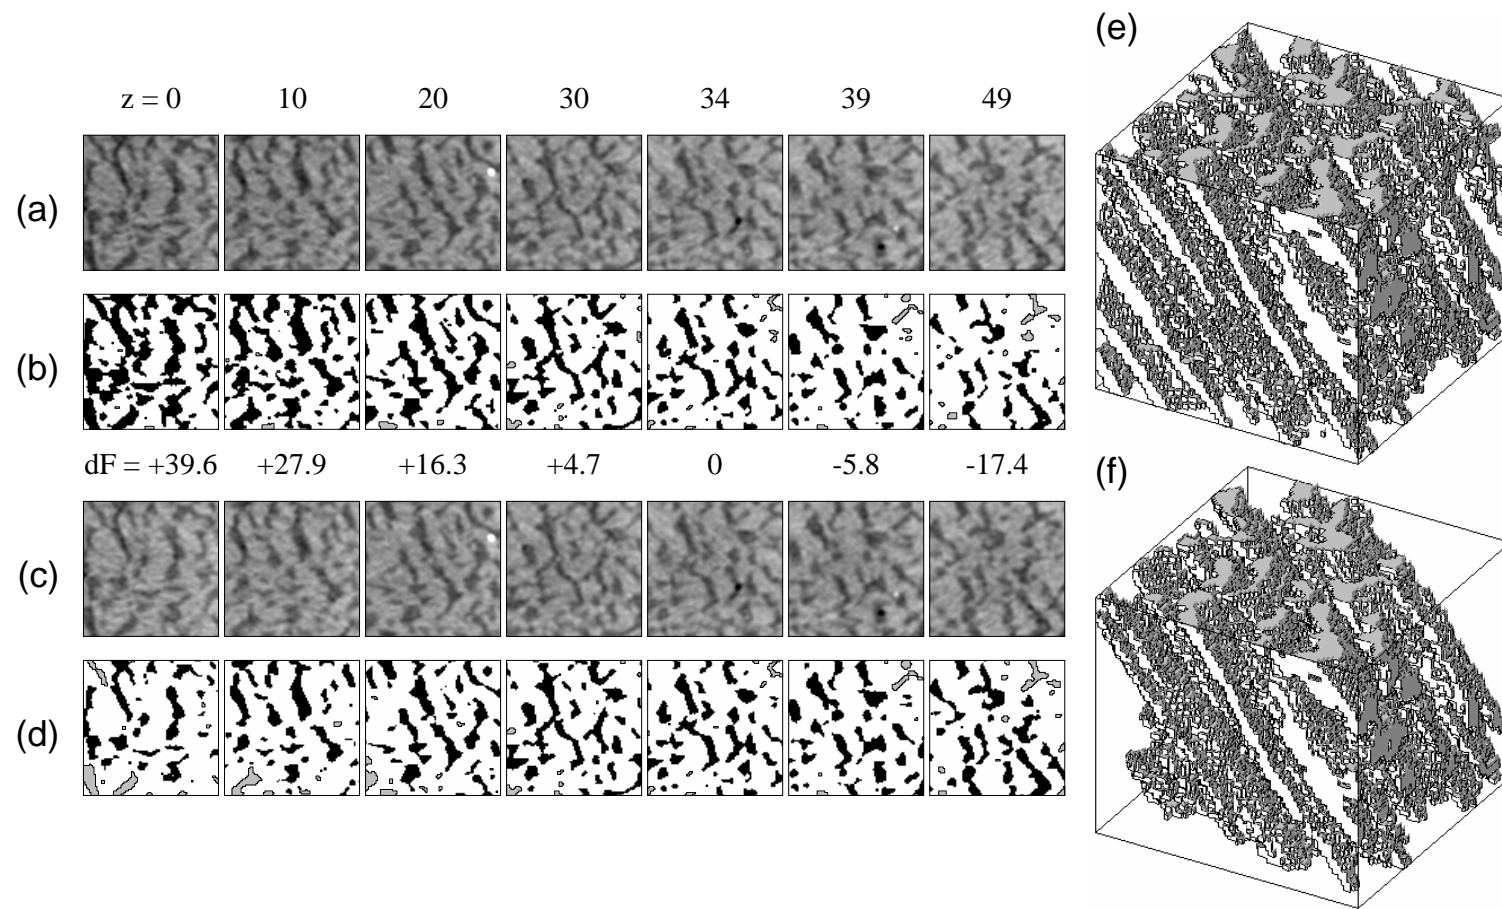 (e)
z = 0 10 20 30 34 39 49
(a)
(b)
dF = +39.6 +27.9 +16.3 +4.7 0 -5.8 -17.4
(f)
(c)
(d)